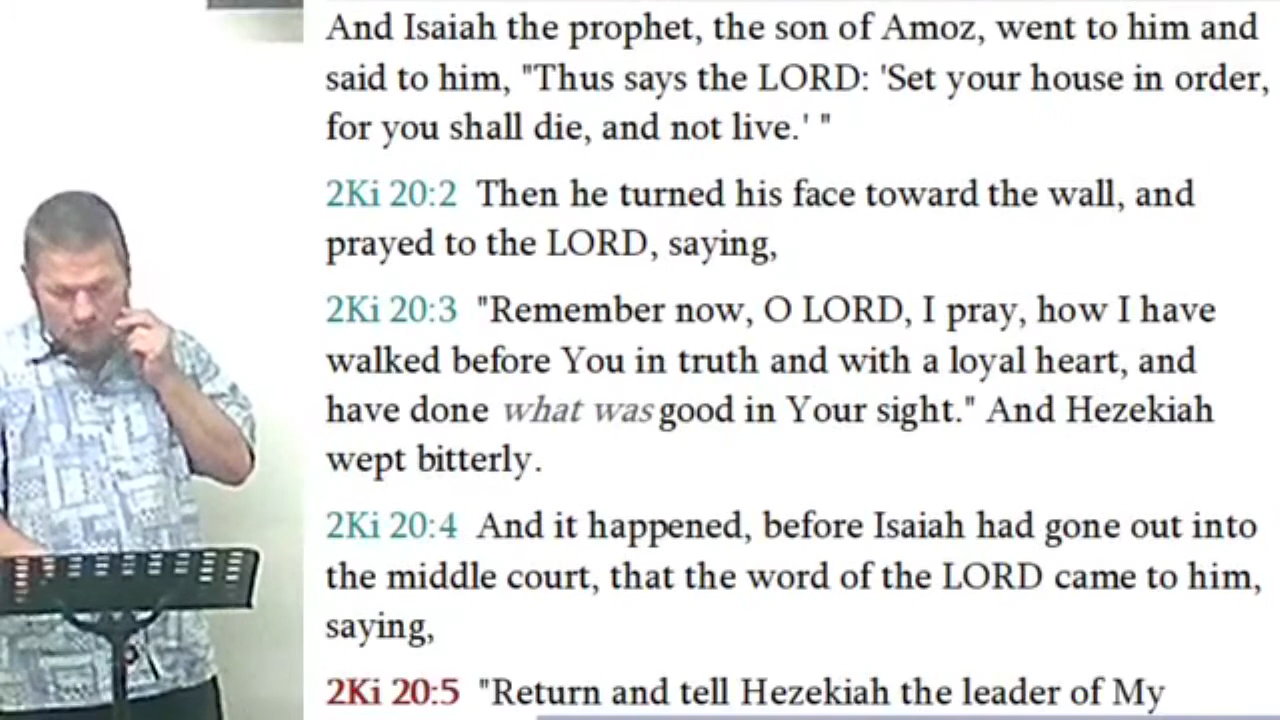 And Isaiah the prophet, the son of Amoz, went to him and
said to him, "Thus says the LORD: 'Set your house in order,
for you shall die, and not live.' "
2Ki 20:2 Then he turned his face toward the wall, and
prayed to the LORD, saying,
2Ki 20:3 "Remember now, O LORD, I pray, how I have
walked before You in truth and with a loyal heart, and
have done what was good in Your sight." And Hezekiah
wept bitterly.
2Ki 20:4 And it happened, before Isaiah had gone out into
the middle court, that the word of the LORD came to him,
saying,
2Ki 20:5 "Return and tell Hezekiah the leader of My